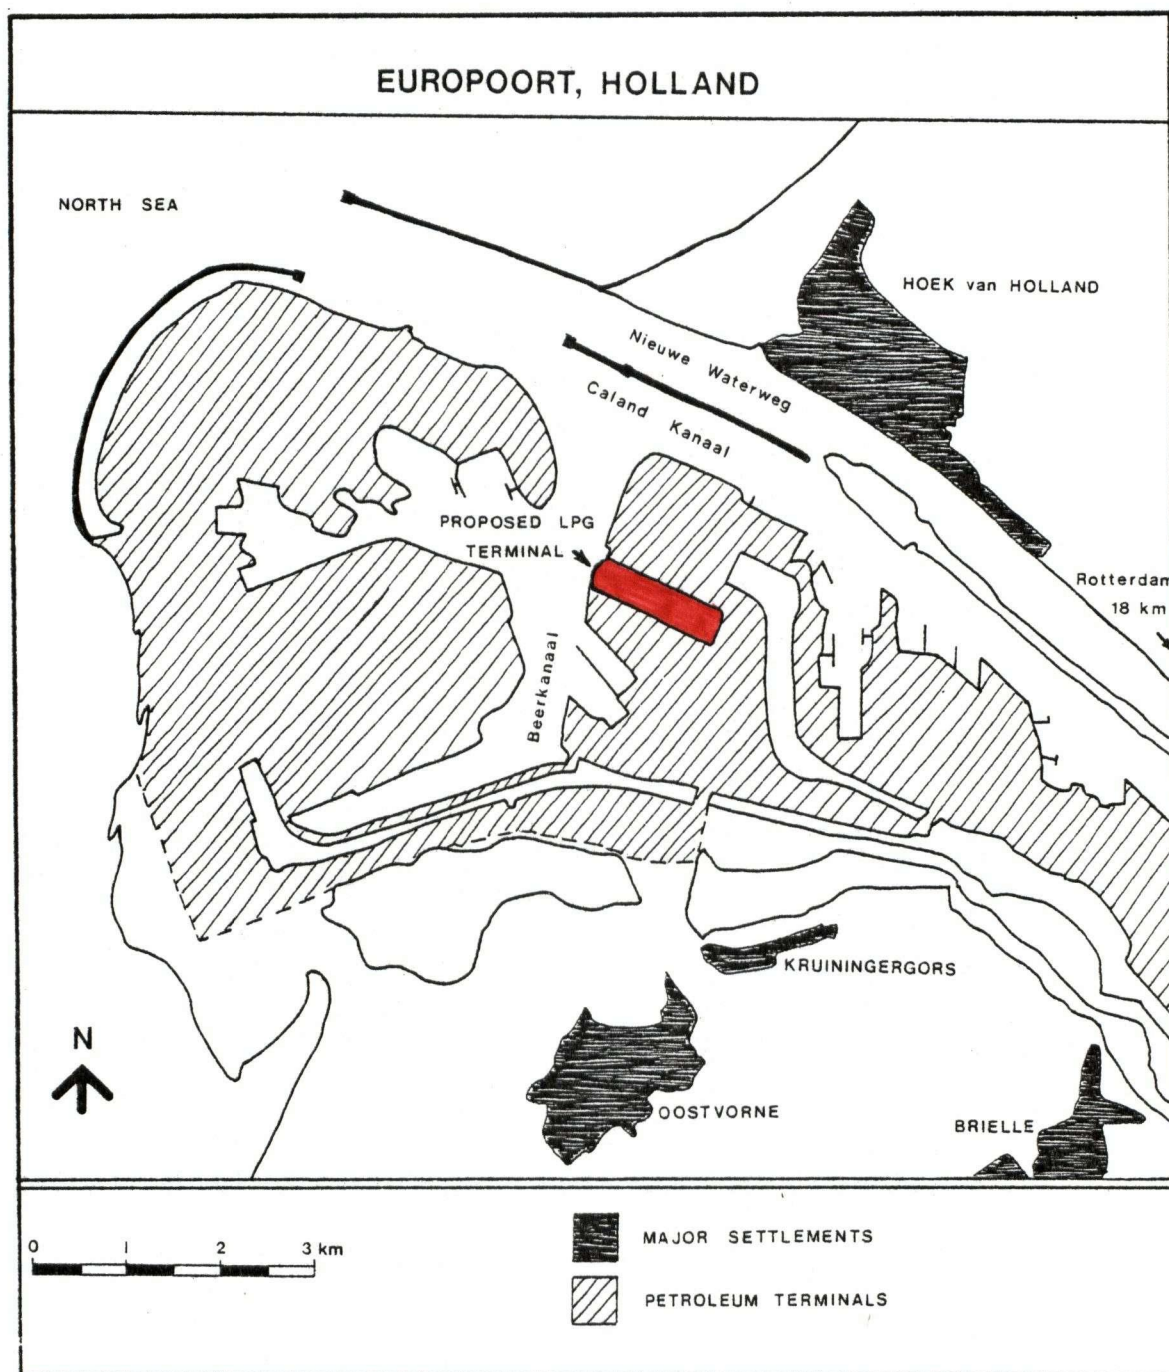 EUROPOORT, HOLLAND
NORTH SEA
HOEK van HOLLAND
Nieuwe Waterweg
Caland Kanaal
PROPOSED LPG
TERMINAL
Rotterdam
18 km
Beerkanaal
KRUININGERGORS
N
OOSTVORNE
BRIELLE
0 1 2 3 km
MAJOR SETTLEMENTS
PETROLEUM TERMINALS